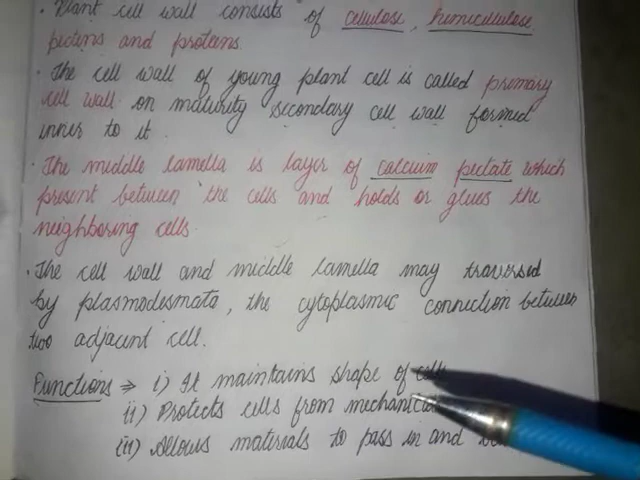 • Plant cell wall consists of cellulose, hemicellulose
pectens and proteins.
• The cell wall of young plant cell is called primary
cell wall on maturity secondary cell wall formed
inner to it.
• The middle lamella is layer of calcium pectate which
present between the cells and holds or glues the
neighboring cells
• The cell wall and middle lamella may traversed
by plasmodesmata, the cytoplasmic connection between
two adjacent cell.
Functions ⇒ i) It maintains shape of cells
ii) Protects cells from
iii) Allows materials to pass in and